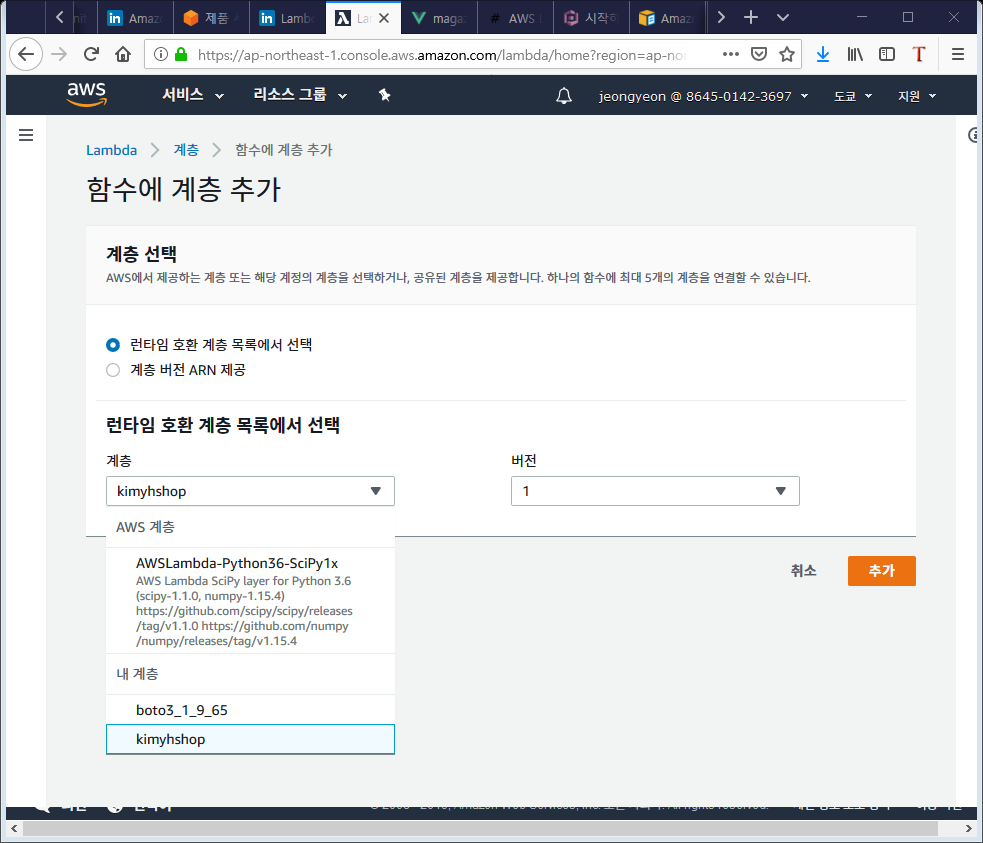 Amaz
제품
Lamb
La
maga
AWS
시작하
Amaz
https://ap-northeast-1.console.aws.amazon.com/lambda/home?region=ap-no
aws
서비스
리소스 그룹
jeongyeon @ 8645-0142-3697
도쿄
지원
Lambda
계층
함수에 계층 추가
함수에 계층 추가
계층 선택
AWS에서 제공하는 계층 또는 해당 계정의 계층을 선택하거나, 공유된 계층을 제공합니다. 하나의 함수에 최대 5개의 계층을 연결할 수 있습니다.
런타임 호환 계층 목록에서 선택
계층 버전 ARN 제공
런타임 호환 계층 목록에서 선택
계층
버전
kimyhshop
1
AWS 계층
AWSLambda-Python36-SciPy1x
AWS Lambda SciPy layer for Python 3.6
(scipy-1.1.0, numpy-1.15.4)
https://github.com/scipy/scipy/releases
/tag/v1.1.0 https://github.com/numpy
/numpy/releases/tag/v1.15.4
취소
추가
내 계층
boto3_1_9_65
kimyhshop